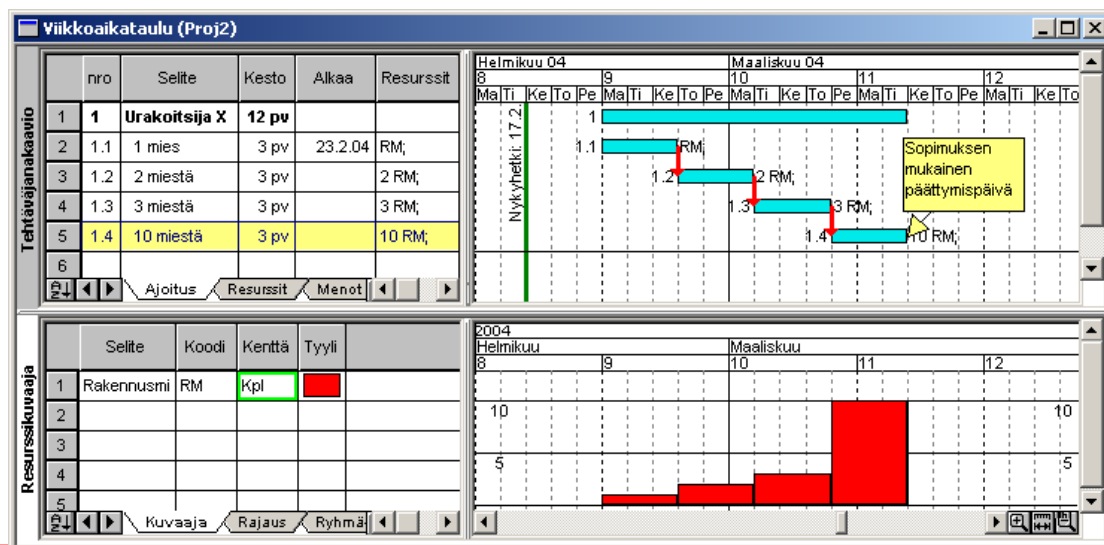 Viikkoaikataulu (Proj2)
Tehtäväjanakaavio
nro Selite Kesto Alkaa Resurssit
1 1 Urakoitsija X 12 pv
2 1.1 1 mies 3 pv 23.2.04 RM;
3 1.2 2 miestä 3 pv 2 RM;
4 1.3 3 miestä 3 pv 3 RM;
5 1.4 10 miestä 3 pv 10 RM;
6
Ajoitus Resurssit Menot
Helmikuu 04 Maaliskuu 04
8 9 10 11 12
Ma Ti Ke To Pe Ma Ti Ke To Pe Ma Ti Ke To Pe Ma Ti Ke To Pe Ma Ti Ke To
Nykyhetki: 17.2.
1
1.1 RM;
1.2 2 RM;
1.3 3 RM;
1.4 10 RM;
Sopimuksen
mukainen
päättymispäivä
Resurssikuvaaja
Selite Koodi Kenttä Tyyli
1 Rakennusmi RM Kpl
2
3
4
5
Kuvaaja Rajaus Ryhmä
2004
Helmikuu Maaliskuu
8 9 10 11 12
10 10
5 5